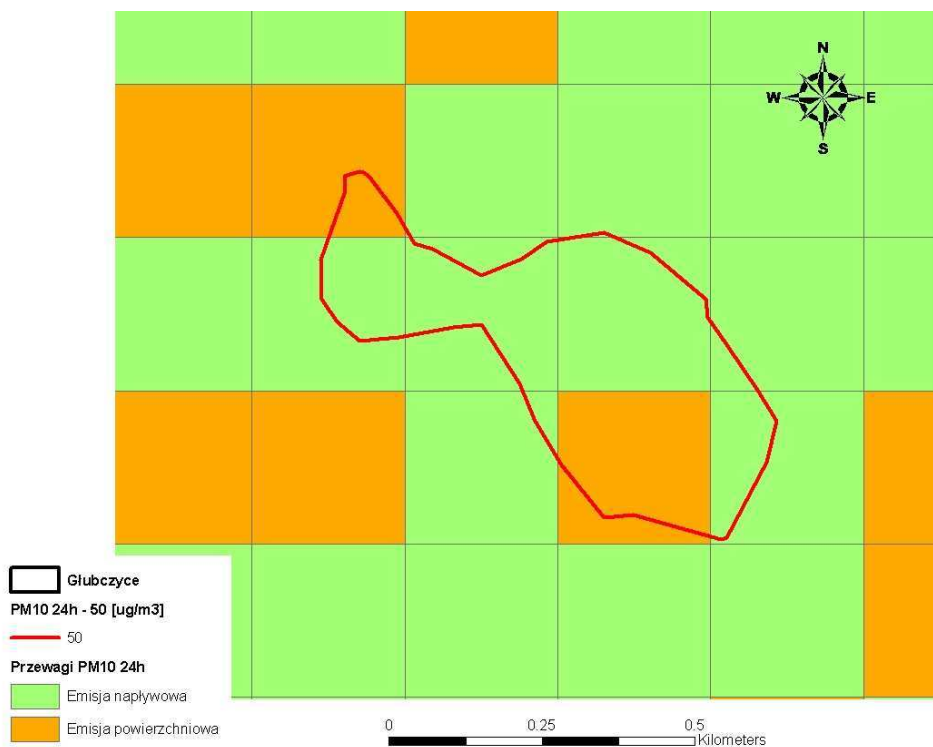 N
W E
S
Głubczyce
PM10 24h - 50 [ug/m3]
50
Przewagi PM10 24h
Emisja napływowa
Emisja powierzchniowa
0 0.25 0.5
Kilometers